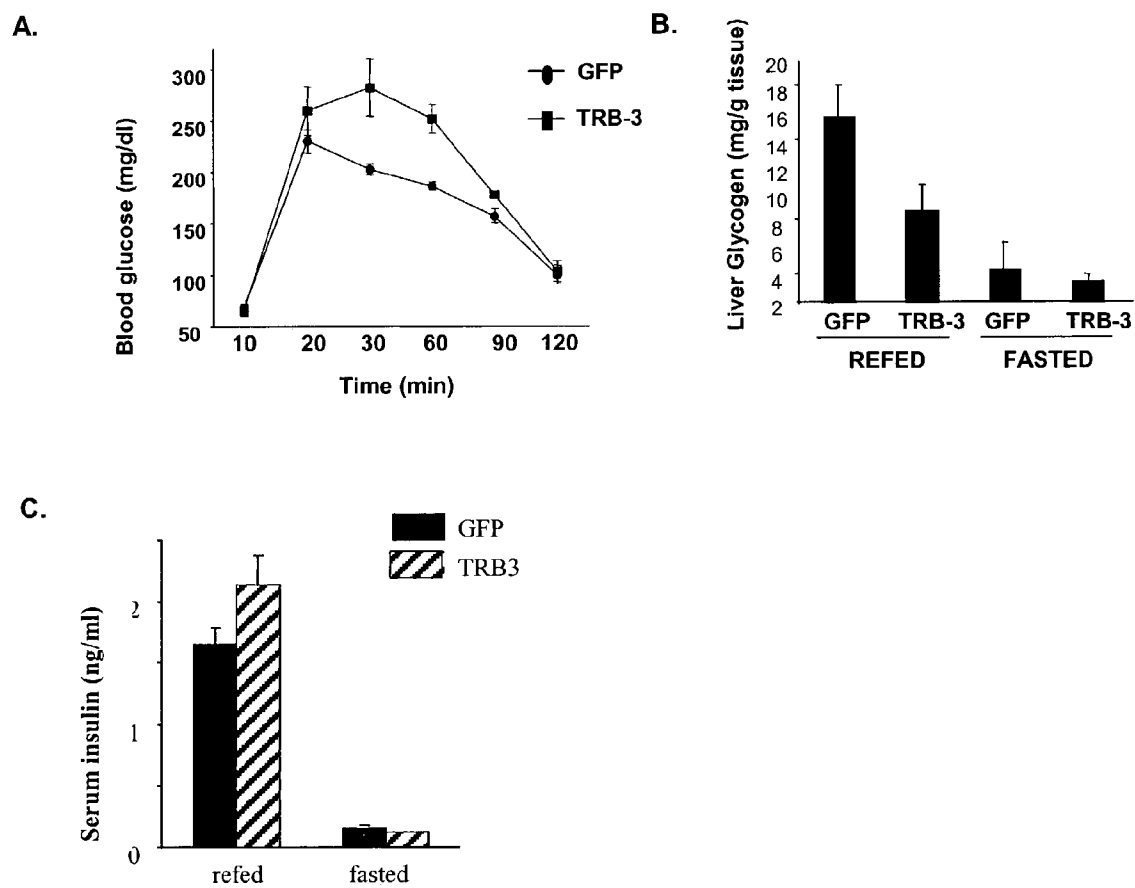 A.
Blood glucose (mg/dl)
300
250
200
150
100
50
10 20 30 60 90 120
Time (min)
GFP
TRB-3
B.
Liver Glycogen (mg/g tissue)
20
18
14
12
10
8
6
4
2
GFP TRB-3 GFP TRB-3
REFED FASTED
C.
Serum insulin (ng/ml)
2
1
0
refed fasted
GFP
TRB3